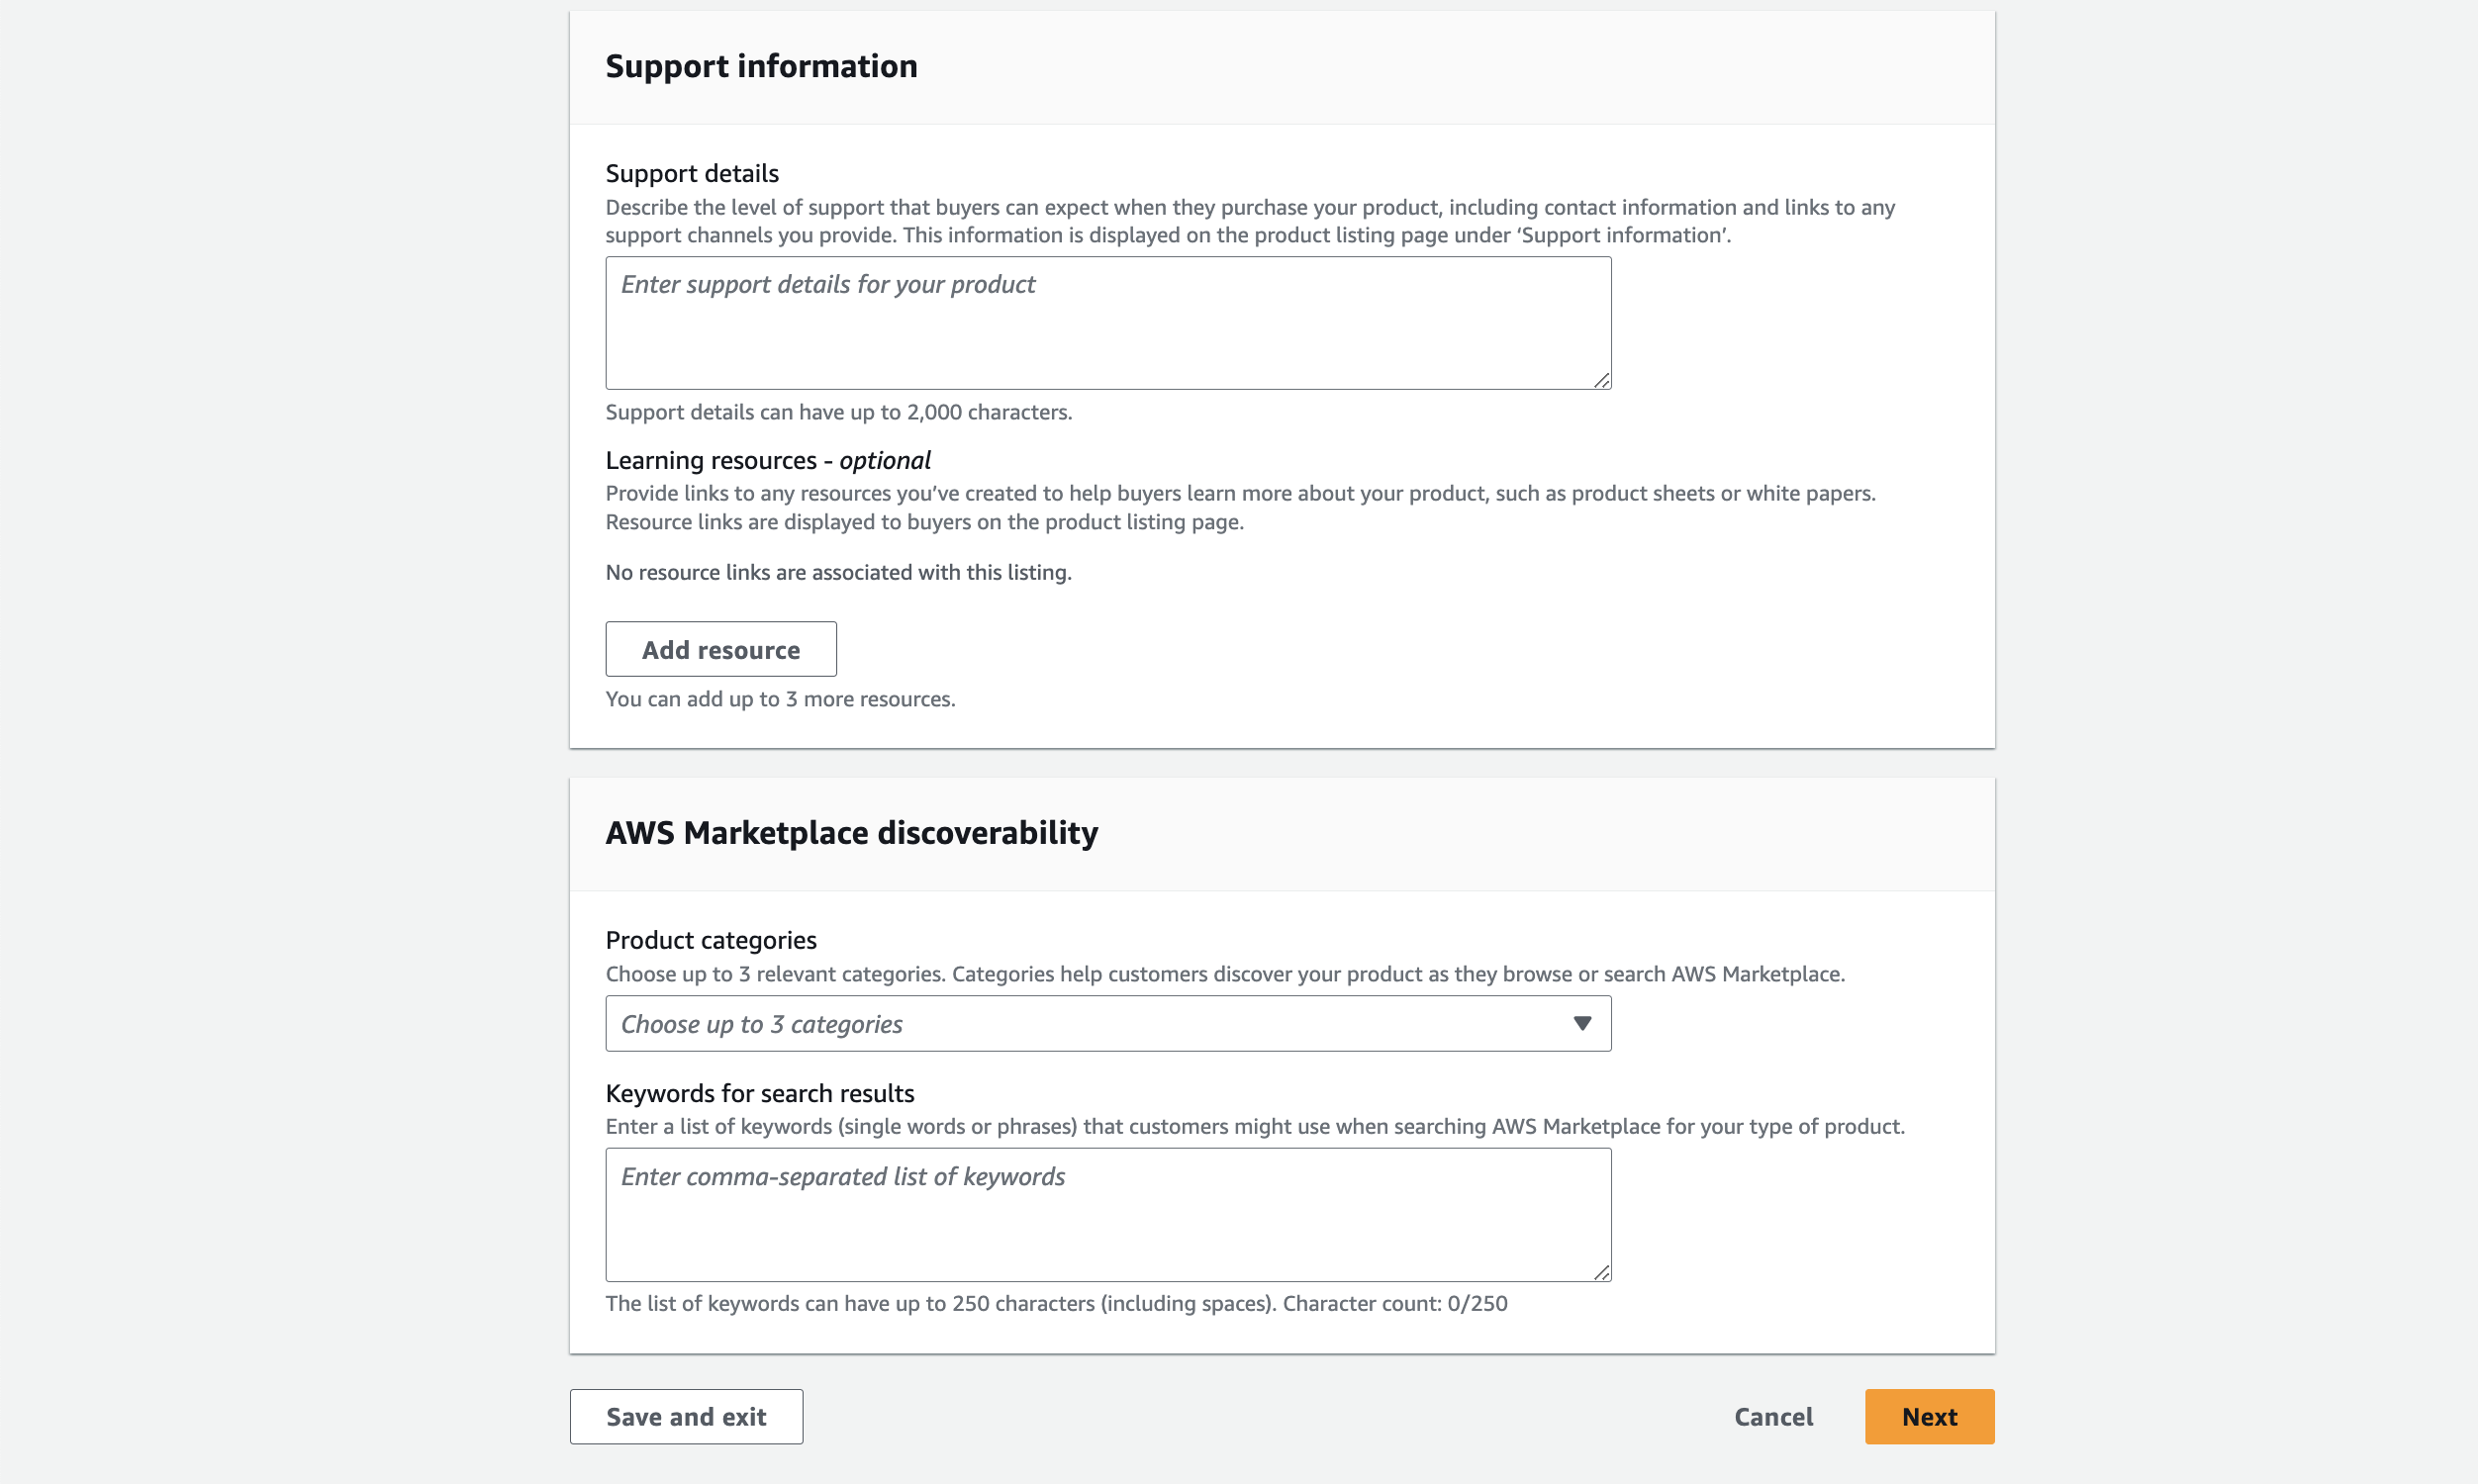 Support information
Support details
Describe the level of support that buyers can expect when they purchase your product, including contact information and links to any
support channels you provide. This information is displayed on the product listing page under ‘Support information’.
Enter support details for your product
Support details can have up to 2,000 characters.
Learning resources - optional
Provide links to any resources you’ve created to help buyers learn more about your product, such as product sheets or white papers.
Resource links are displayed to buyers on the product listing page.
No resource links are associated with this listing.
Add resource
You can add up to 3 more resources.
AWS Marketplace discoverability
Product categories
Choose up to 3 relevant categories. Categories help customers discover your product as they browse or search AWS Marketplace.
Choose up to 3 categories
Keywords for search results
Enter a list of keywords (single words or phrases) that customers might use when searching AWS Marketplace for your type of product.
Enter comma-separated list of keywords
The list of keywords can have up to 250 characters (including spaces). Character count: 0/250
Save and exit
Cancel
Next